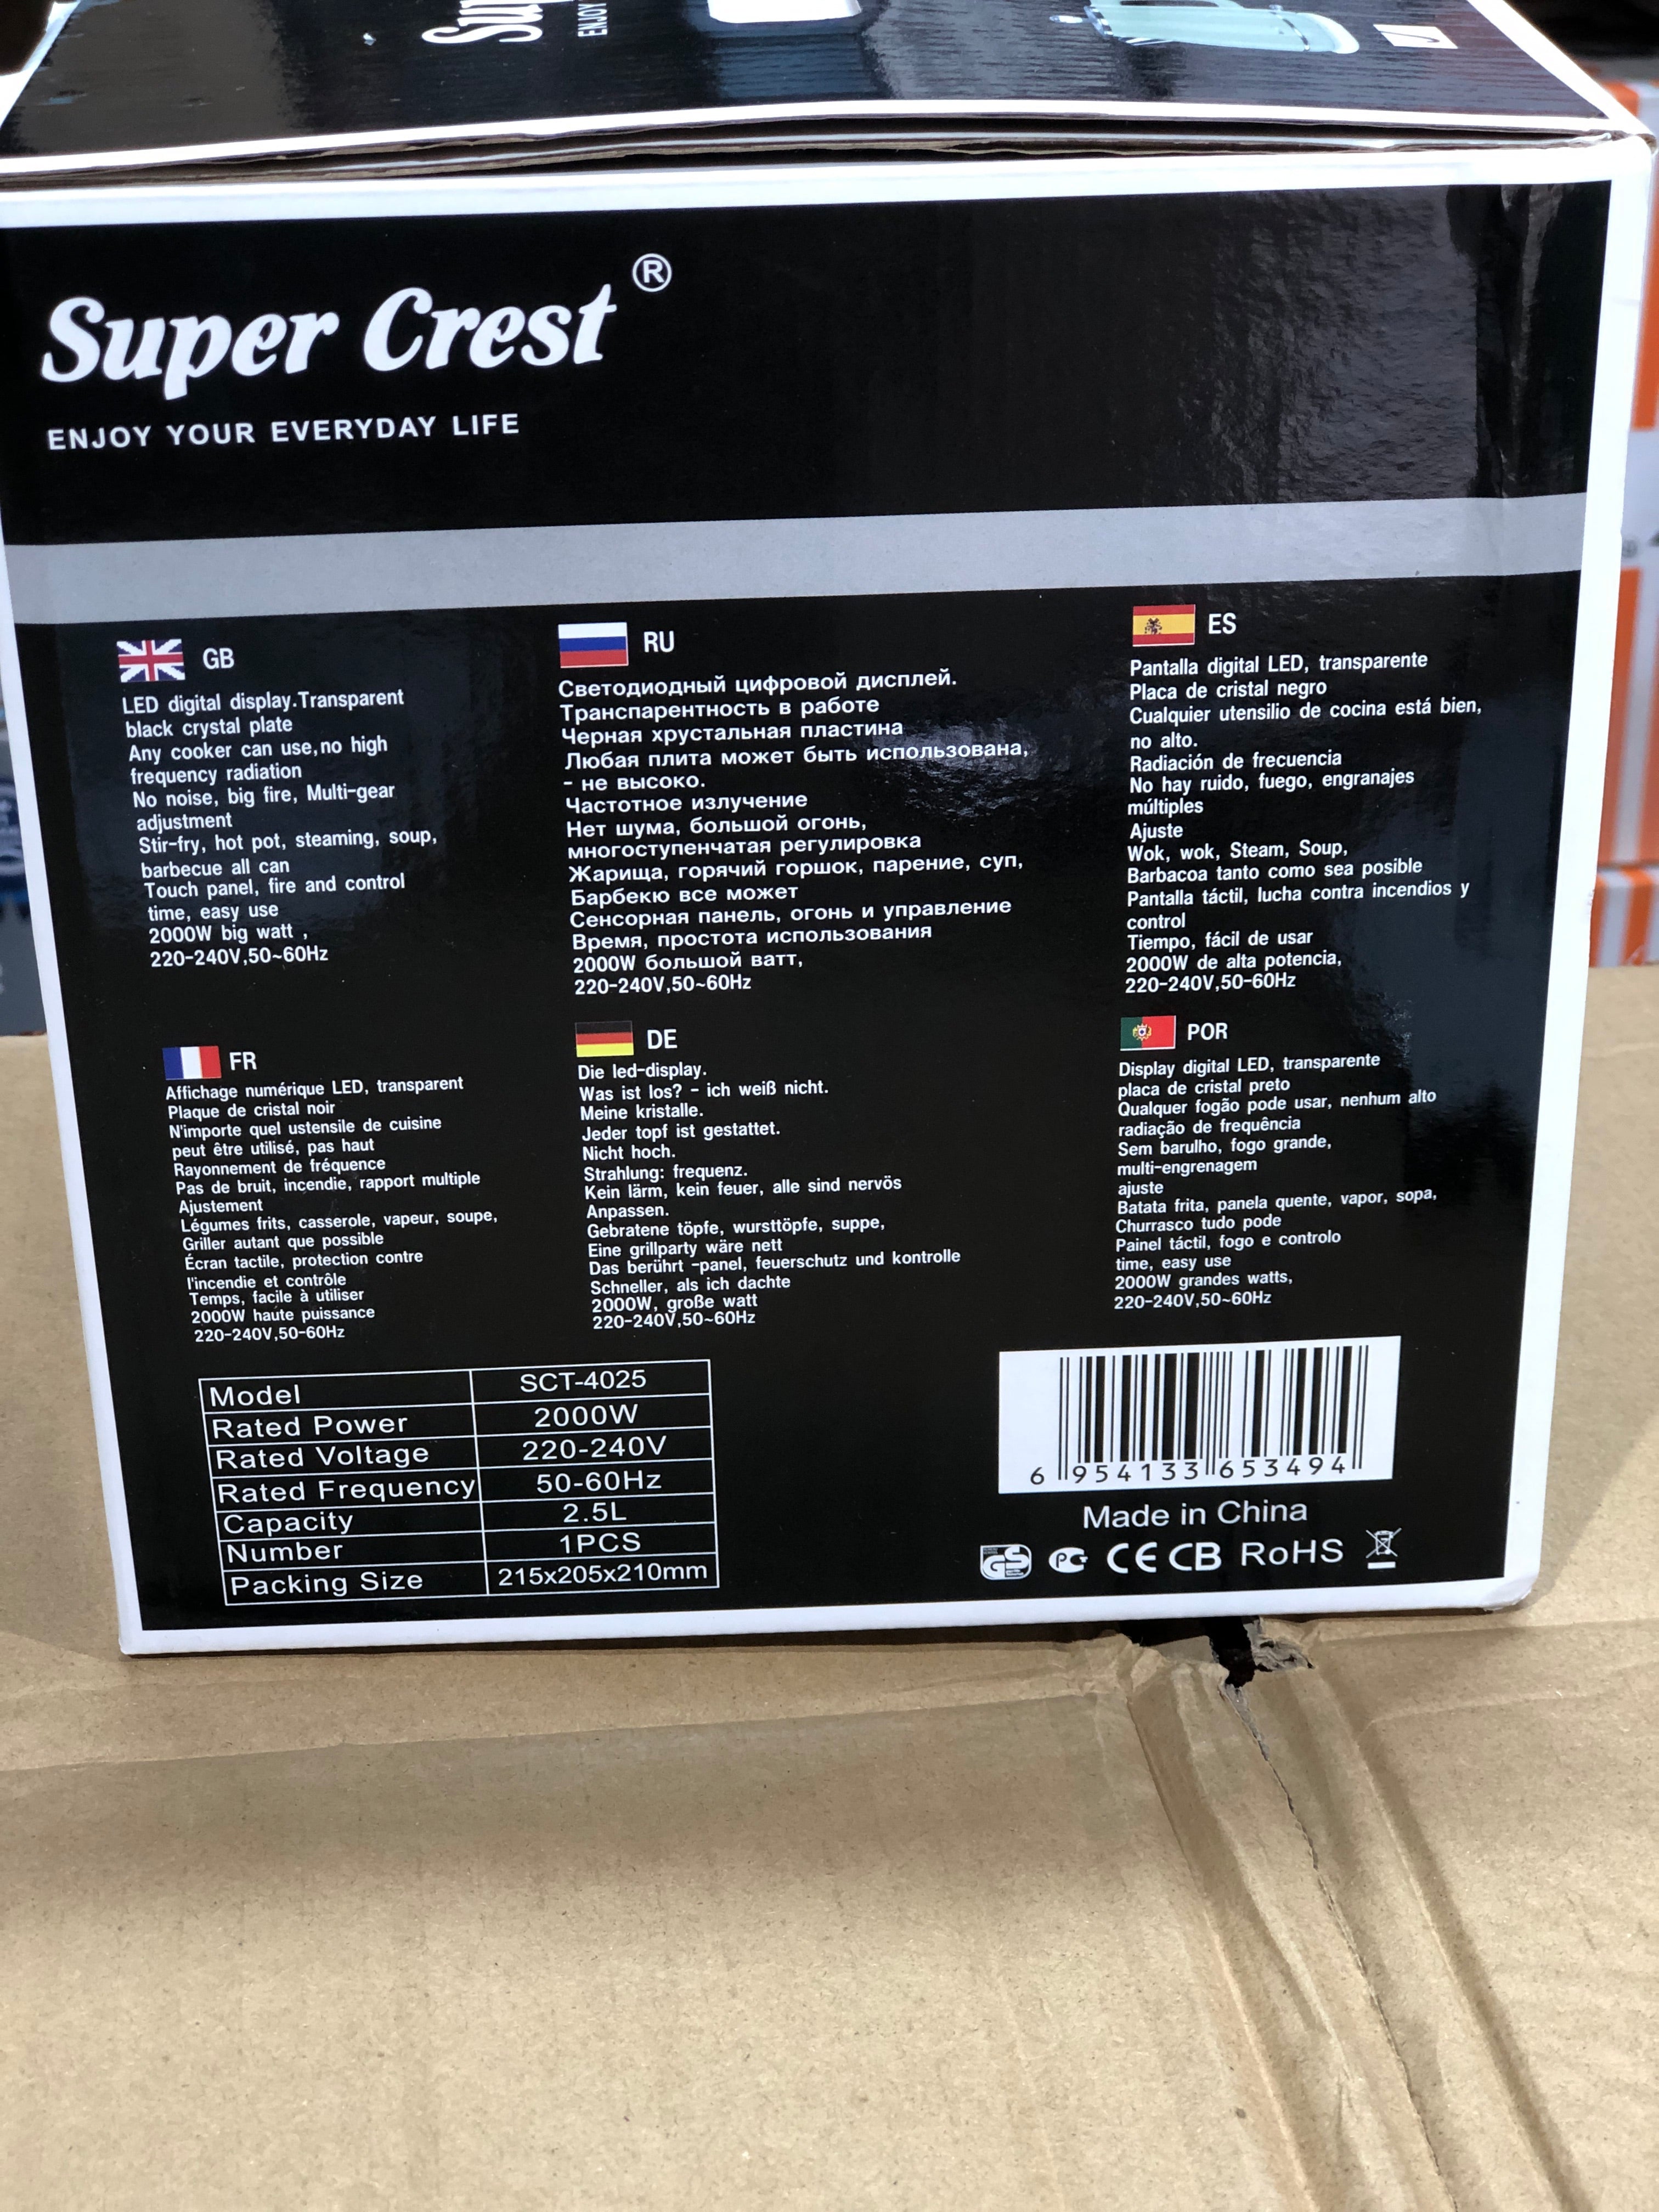 ENJOY
Super Crest ®
ENJOY YOUR EVERYDAY LIFE
GB
LED digital display.Transparent
black crystal plate
Any cooker can use,no high
frequency radiation
No noise, big fire, Multi-gear
adjustment
Stir-fry, hot pot, steaming, soup,
barbecue all can
Touch panel, fire and control
time, easy use
2000W big watt ,
220-240V,50~60Hz
RU
Светодиодный цифровой дисплей.
Транспарентность в работе
Черная хрустальная пластина
Любая плита может быть использована,
- не высоко.
Частотное излучение
Нет шума, большой огонь,
многоступенчатая регулировка
Жарища, горячий горшок, парение, суп,
Барбекю все может
Сенсорная панель, огонь и управление
Время, простота использования
2000W большой ватт,
220-240V,50~60Hz
ES
Pantalla digital LED, transparente
Placa de cristal negro
Cualquier utensilio de cocina está bien,
no alto.
Radiación de frecuencia
No hay ruido, fuego, engranajes
múltiples
Ajuste
Wok, wok, Steam, Soup,
Barbacoa tanto como sea posible
Pantalla táctil, lucha contra incendios y
control
Tiempo, fácil de usar
2000W de alta potencia,
220-240V,50-60Hz
FR
Affichage numérique LED, transparent
Plaque de cristal noir
N'importe quel ustensile de cuisine
peut être utilisé, pas haut
Rayonnement de fréquence
Pas de bruit, incendie, rapport multiple
Ajustement
Légumes frits, casserole, vapeur, soupe,
Griller autant que possible
Écran tactile, protection contre
l'incendie et contrôle
Temps, facile à utiliser
2000W haute puissance
220-240V,50-60Hz
DE
Die led-display.
Was ist los? - ich weiß nicht.
Meine kristalle.
Jeder topf ist gestattet.
Nicht hoch.
Strahlung: frequenz.
Kein lärm, kein feuer, alle sind nervös
Anpassen.
Gebratene töpfe, wursttöpfe, suppe,
Eine grillparty wäre nett
Das berührt -panel, feuerschutz und kontrolle
Schneller, als ich dachte
2000W, große watt
220-240V,50~60Hz
POR
Display digital LED, transparente
placa de cristal preto
Qualquer fogão pode usar, nenhum alto
radiação de frequência
Sem barulho, fogo grande,
multi-engrenagem
ajuste
Batata frita, panela quente, vapor, sopa,
Churrasco tudo pode
Painel táctil, fogo e controlo
time, easy use
2000W grandes watts,
220-240V,50~60Hz
Model SCT-4025
Rated Power 2000W
Rated Voltage 220-240V
Rated Frequency 50-60Hz
Capacity 2.5L
Number 1PCS
Packing Size 215x205x210mm
6 954133 653494
Made in China
GS PC CE CB RoHS